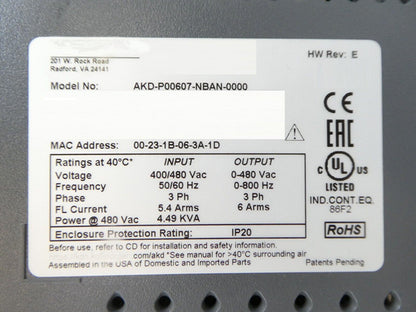 201 W. Rock Road
Radford, VA 24141
HW Rev: E
Model No: AKD-P00607-NBAN-0000
CE
EAC
MAC Address: 00-23-1B-06-3A-1D
Ratings at 40°C* INPUT OUTPUT
Voltage 400/480 Vac 0-480 Vac
Frequency 50/60 Hz 0-800 Hz
Phase 3 Ph 3 Ph
FL Current 5.4 Arms 6 Arms
Power @ 480 Vac 4.49 KVA
Enclosure Protection Rating: IP20
c UL us
LISTED
IND.CONT.EQ.
86F2
RoHS
Before use, refer to CD for installation and safety information.
.com/akd *See manual for >40°C surrounding air
Assembled in the USA of Domestic and Imported Parts
Patents Pending